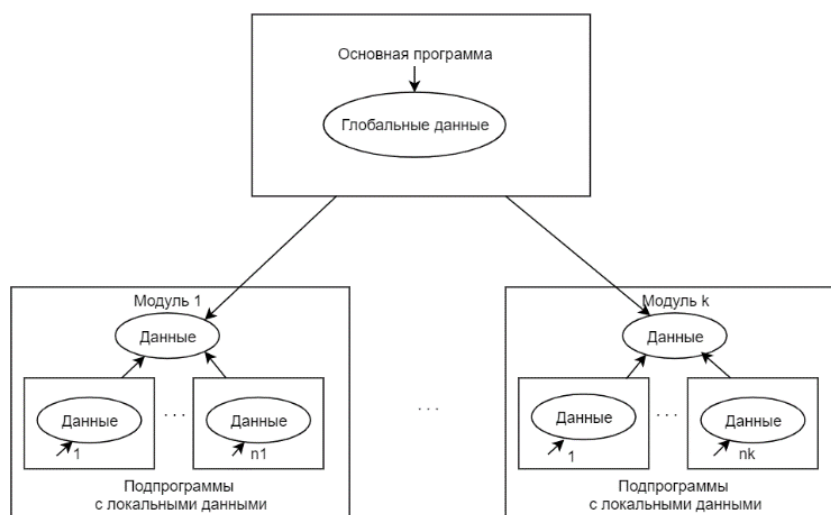 Основная программа
Глобальные данные
Модуль 1
Данные
Данные
1
. . .
Данные
n1
Подпрограммы
с локальными данными
. . .
Модуль k
Данные
Данные
1
. . .
Данные
nk
Подпрограммы
с локальными данными